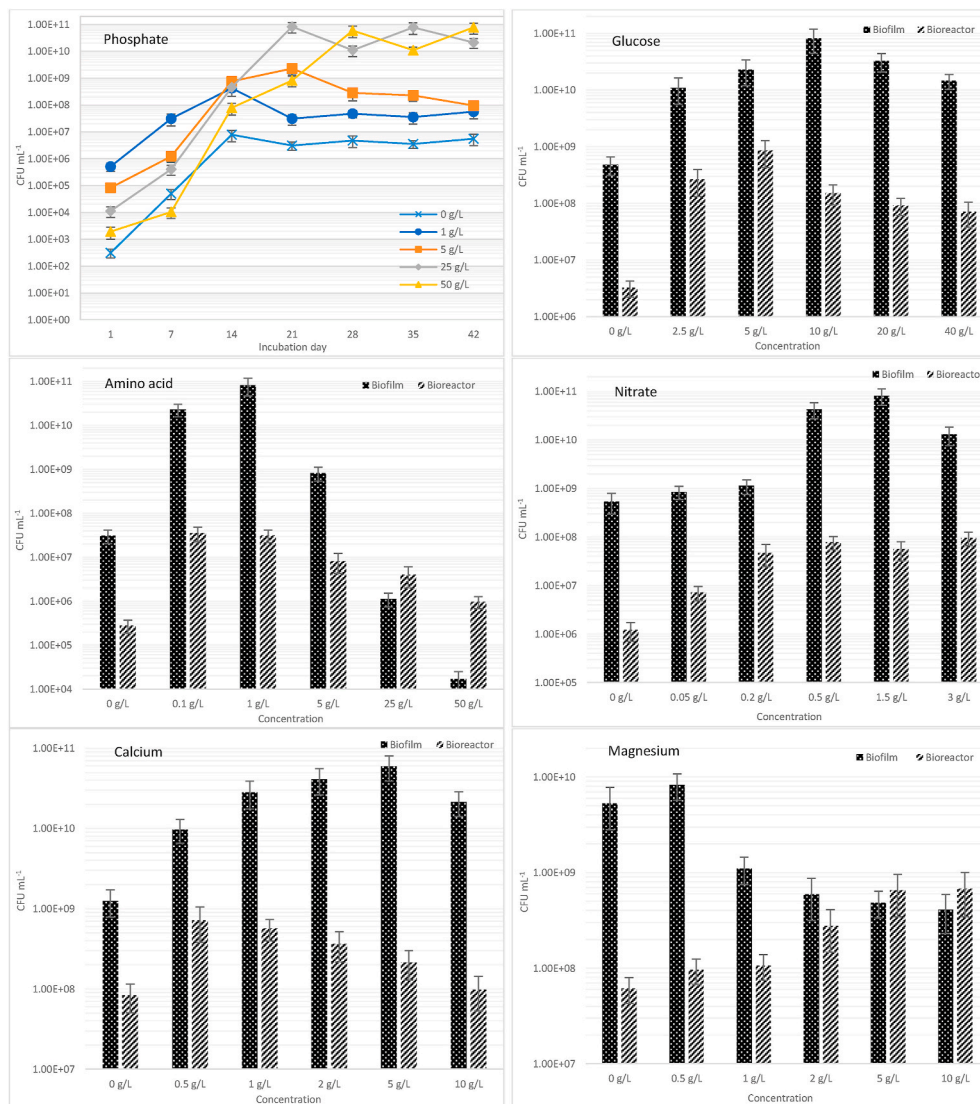 Phosphate
1.00E+11
1.00E+10
1.00E+09
1.00E+08
1.00E+07
1.00E+06
1.00E+05
1.00E+04
1.00E+03
1.00E+02
1.00E+01
1.00E+00
CFU mL-1
0 g/L
1 g/L
5 g/L
25 g/L
50 g/L
1 7 14 21 28 35 42
Incubation day
Glucose
Biofilm Bioreactor
1.00E+11
1.00E+10
1.00E+09
1.00E+08
1.00E+07
1.00E+06
CFU mL-1
0 g/L 2.5 g/L 5 g/L 10 g/L 20 g/L 40 g/L
Concentration
Amino acid
Biofilm Bioreactor
1.00E+11
1.00E+10
1.00E+09
1.00E+08
1.00E+07
1.00E+06
1.00E+05
1.00E+04
CFU mL-1
0 g/L 0.1 g/L 1 g/L 5 g/L 25 g/L 50 g/L
Concentration
Nitrate
Biofilm Bioreactor
1.00E+11
1.00E+10
1.00E+09
1.00E+08
1.00E+07
1.00E+06
1.00E+05
CFU mL-1
0 g/L 0.05 g/L 0.2 g/L 0.5 g/L 1.5 g/L 3 g/L
Concentration
Calcium
Biofilm Bioreactor
1.00E+11
1.00E+10
1.00E+09
1.00E+08
1.00E+07
CFU mL-1
0 g/L 0.5 g/L 1 g/L 2 g/L 5 g/L 10 g/L
Concentration
Magnesium
Biofilm Bioreactor
1.00E+10
1.00E+09
1.00E+08
1.00E+07
CFU mL-1
0 g/L 0.5 g/L 1 g/L 2 g/L 5 g/L 10 g/L
Concentration